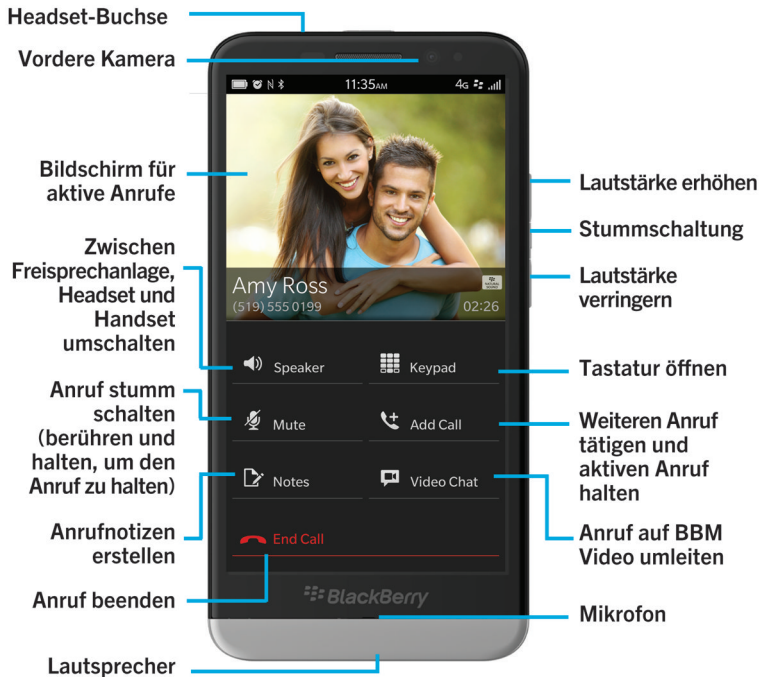 Headset-Buchse
Vordere Kamera
11:35AM
4G
Bildschirm für
aktive Anrufe
Lautstärke erhöhen
Stummschaltung
Lautstärke
verringern
Zwischen
Freisprechanlage,
Headset und
Handset
umschalten
Amy Ross
(519) 555 0199
NATURAL
SOUND
02:26
Speaker
Keypad
Tastatur öffnen
Anruf stumm
schalten
(berühren und
halten, um den
Anruf zu halten)
Mute
Add Call
Weiteren Anruf
tätigen und
aktiven Anruf
halten
Notes
Video Chat
Anrufnotizen
erstellen
End Call
Anruf auf BBM
Video umleiten
Anruf beenden
BlackBerry
Mikrofon
Lautsprecher